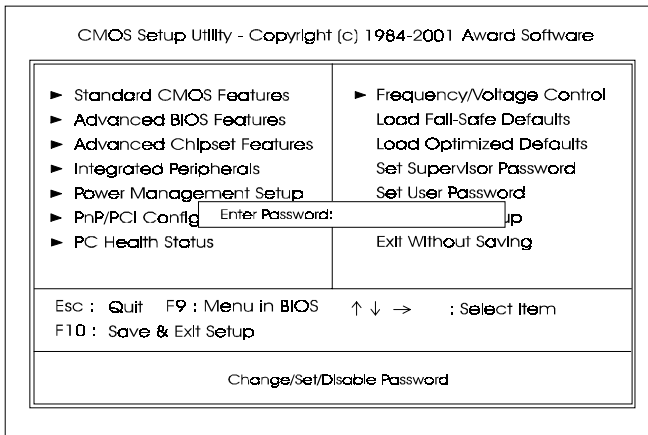 CMOS Setup Utility - Copyright (c) 1984-2001 Award Software
► Standard CMOS Features
► Advanced BIOS Features
► Advanced Chipset Features
► Integrated Peripherals
► Power Management Setup
► PnP/PCI Config
► PC Health Status
► Frequency/Voltage Control
Load Fail-Safe Defaults
Load Optimized Defaults
Set Supervisor Password
Set User Password
up
Exit Without Saving
Enter Password:
Esc : Quit F9 : Menu in BIOS ↑ ↓ → : Select Item
F10 : Save & Exit Setup
Change/Set/Disable Password